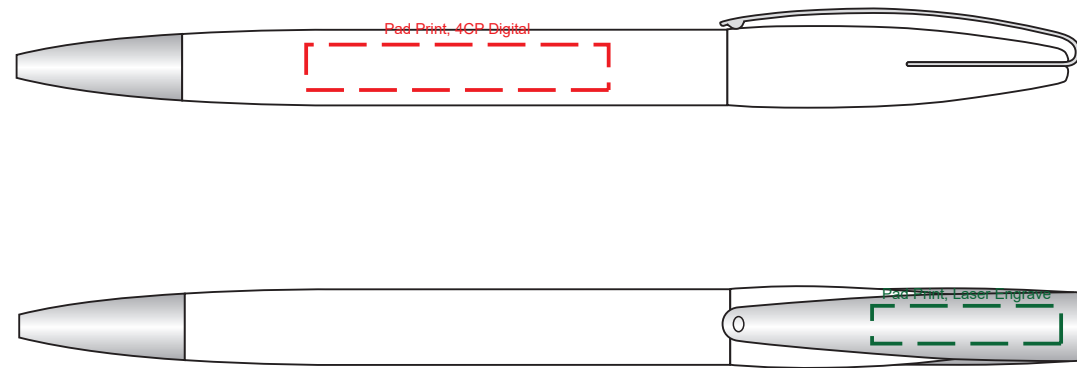 Pad Print, 4CP Digital
Pad Print, Laser Engrave